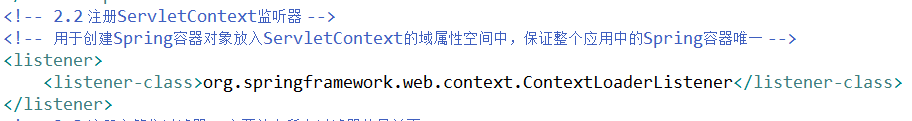 <!-- 2.2 注册ServletContext监听器 -->
<!-- 用于创建Spring容器对象放入ServletContext的域属性空间中，保证整个应用中的Spring容器唯一 -->
<listener>
<listener-class>org.springframework.web.context.ContextLoaderListener</listener-class>
</listener>